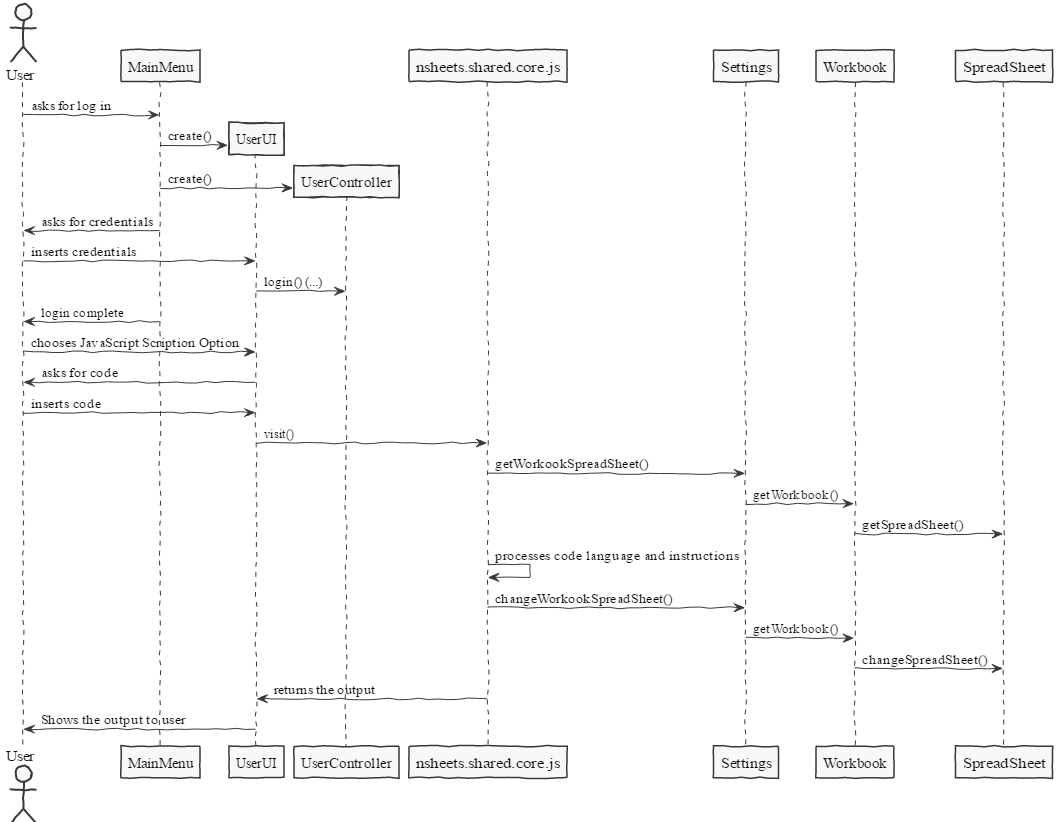 User
MainMenu
nsheets.shared.core.js
Settings
Workbook
SpreadSheet
asks for log in
create()
UserUI
create()
UserController
asks for credentials
inserts credentials
login() (...)
login complete
chooses JavaScript Scription Option
asks for code
inserts code
visit()
getWorkookSpreadSheet()
getWorkbook()
getSpreadSheet()
processes code language and instructions
changeWorkookSpreadSheet()
getWorkbook()
changeSpreadSheet()
returns the output
Shows the output to user
User
MainMenu
UserUI
UserController
nsheets.shared.core.js
Settings
Workbook
SpreadSheet